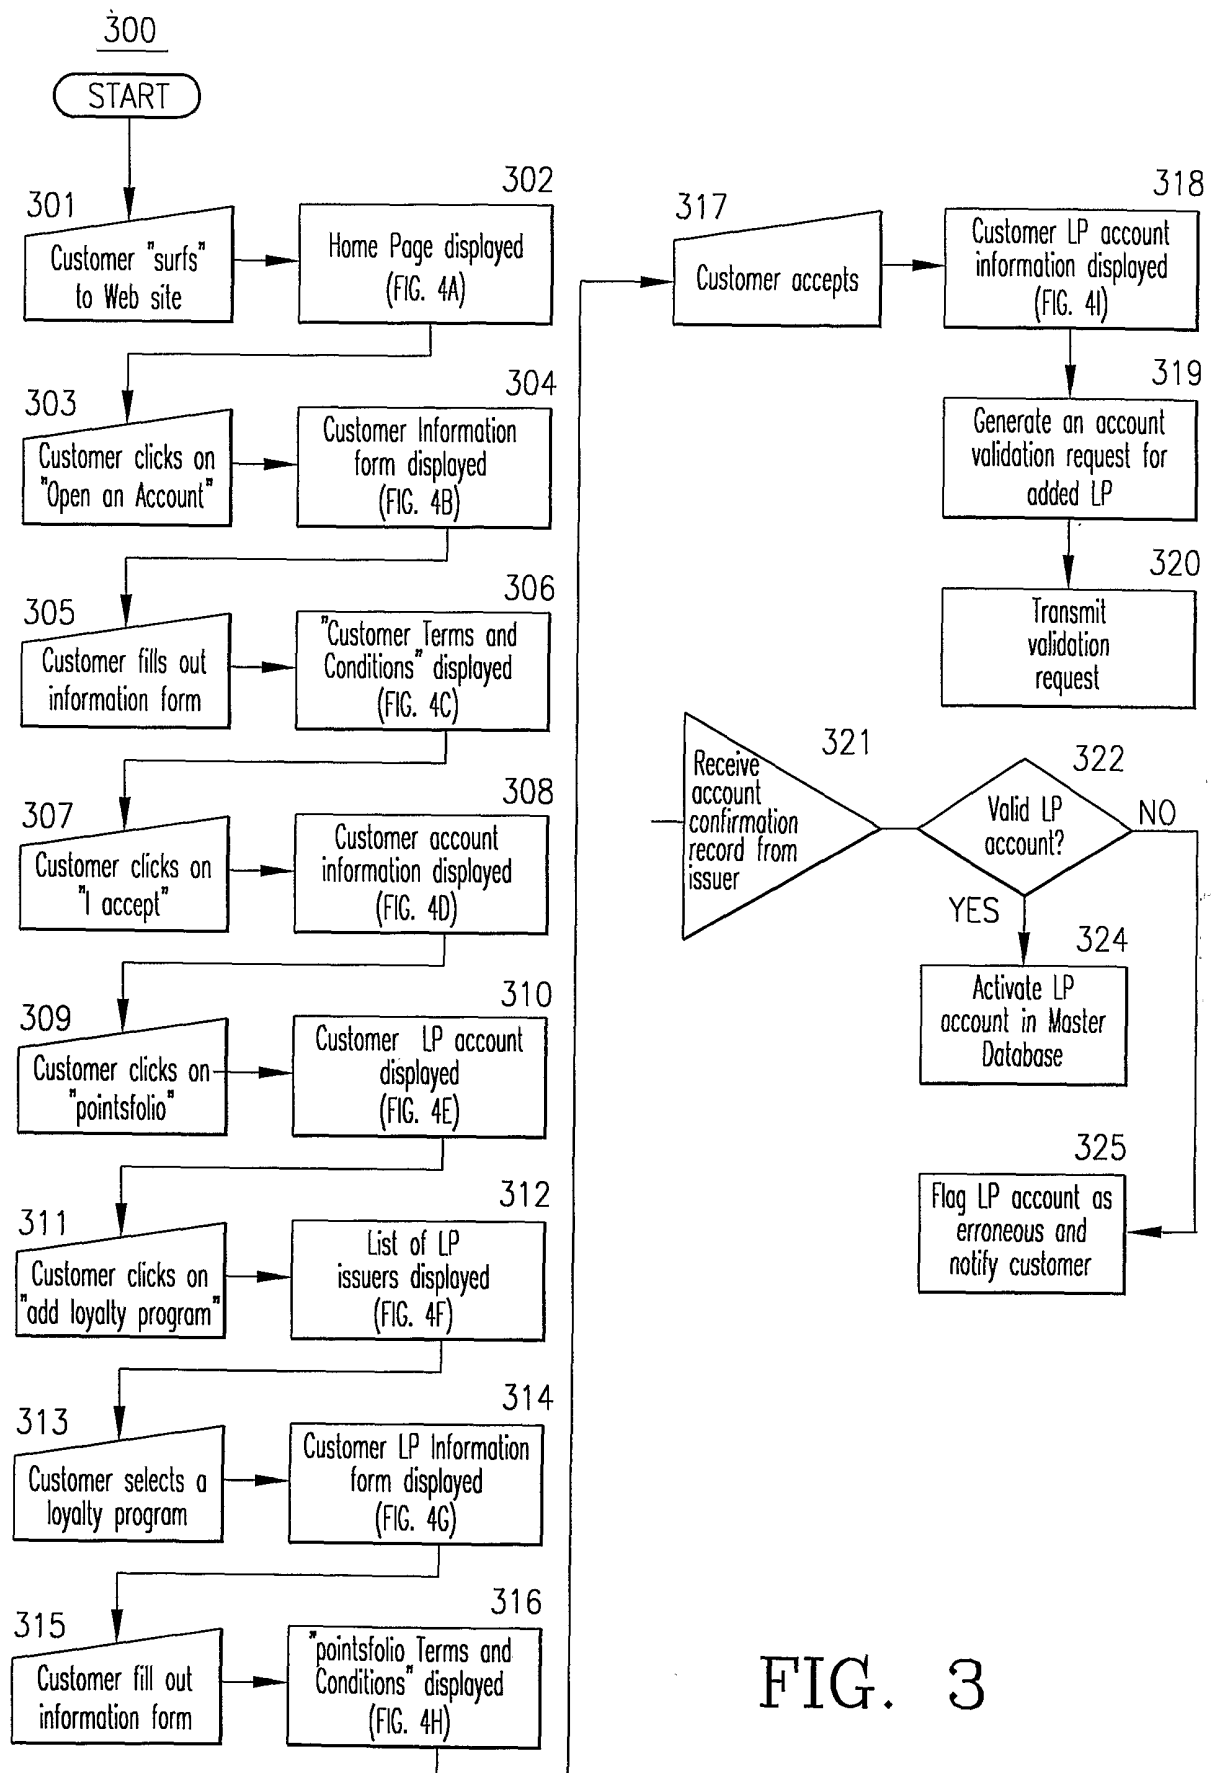 300
START
301
Customer "surfs"
to Web site
302
Home Page displayed
(FIG. 4A)
303
Customer clicks on
"Open an Account"
304
Customer Information
form displayed
(FIG. 4B)
305
Customer fills out
information form
306
"Customer Terms and
Conditions" displayed
(FIG. 4C)
307
Customer clicks on
"I accept"
308
Customer account
information displayed
(FIG. 4D)
309
Customer clicks on
"pointsfolio"
310
Customer LP account
displayed
(FIG. 4E)
311
Customer clicks on
"add loyalty program"
312
List of LP
issuers displayed
(FIG. 4F)
313
Customer selects a
loyalty program
314
Customer LP Information
form displayed
(FIG. 4G)
315
Customer fill out
information form
316
"pointsfolio Terms and
Conditions" displayed
(FIG. 4H)
317
Customer accepts
318
Customer LP account
information displayed
(FIG. 4I)
319
Generate an account
validation request for
added LP
320
Transmit
validation
request
321
Receive
account
confirmation
record from
issuer
322
Valid LP
account?
NO
YES
324
Activate LP
account in Master
Database
325
Flag LP account as
erroneous and
notify customer
FIG. 3